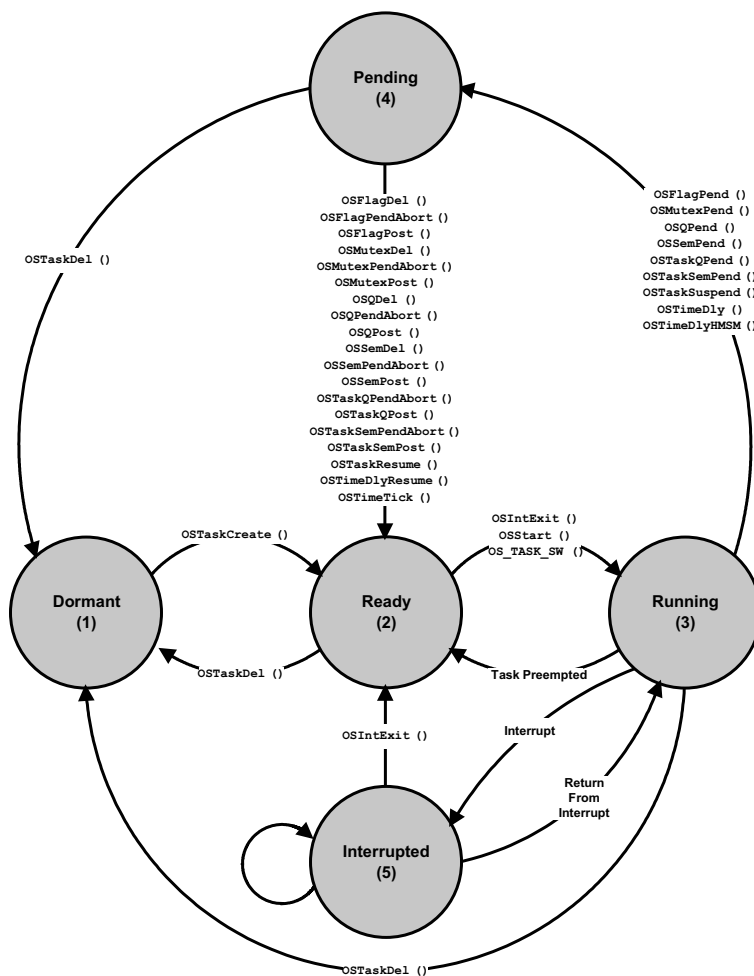 Pending
(4)
OSFlagDel ()
OSFlagPendAbort ()
OSFlagPost ()
OSMutexDel ()
OSMutexPendAbort ()
OSMutexPost ()
OSQDel ()
OSQPendAbort ()
OSQPost ()
OSSemDel ()
OSSemPendAbort ()
OSSemPost ()
OSTaskQPendAbort ()
OSTaskQPost ()
OSTaskSemPendAbort ()
OSTaskSemPost ()
OSTaskResume ()
OSTimeDlyResume ()
OSTimeTick ()
OSFlagPend ()
OSMutexPend ()
OSQPend ()
OSSemPend ()
OSTaskQPend ()
OSTaskSemPend ()
OSTaskSuspend ()
OSTimeDly ()
OSTimeDlyHMSM ()
OSTaskDel ()
OSTaskCreate ()
OSIntExit ()
OSStart ()
OS_TASK_SW ()
Dormant
(1)
Ready
(2)
Running
(3)
OSTaskDel ()
Task Preempted
OSIntExit ()
Interrupt
Return
From
Interrupt
Interrupted
(5)
OSTaskDel ()